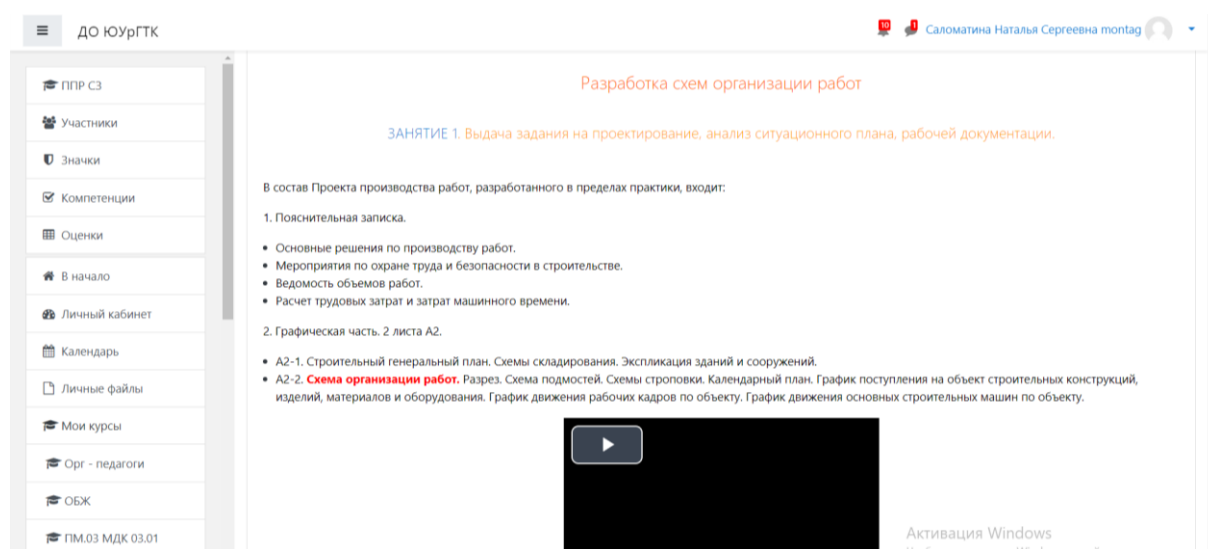 ДО ЮУрГТК
10
1
Саломатина Наталья Сергеевна montag
ППР СЗ
Участники
Значки
Компетенции
Оценки
В начало
Личный кабинет
Календарь
Личные файлы
Мои курсы
Орг - педагоги
ОБЖ
ПМ.03 МДК 03.01
Разработка схем организации работ
ЗАНЯТИЕ 1. Выдача задания на проектирование, анализ ситуационного плана, рабочей документации.
В состав Проекта производства работ, разработанного в пределах практики, входит:
1. Пояснительная записка.
• Основные решения по производству работ.
• Мероприятия по охране труда и безопасности в строительстве.
• Ведомость объемов работ.
• Расчет трудовых затрат и затрат машинного времени.
2. Графическая часть. 2 листа А2.
• А2-1. Строительный генеральный план. Схемы складирования. Экспликация зданий и сооружений.
• А2-2. Схема организации работ. Разрез. Схема подмостей. Схемы строповки. Календарный план. График поступления на объект строительных конструкций,
изделий, материалов и оборудования. График движения рабочих кадров по объекту. График движения основных строительных машин по объекту.
Активация Windows